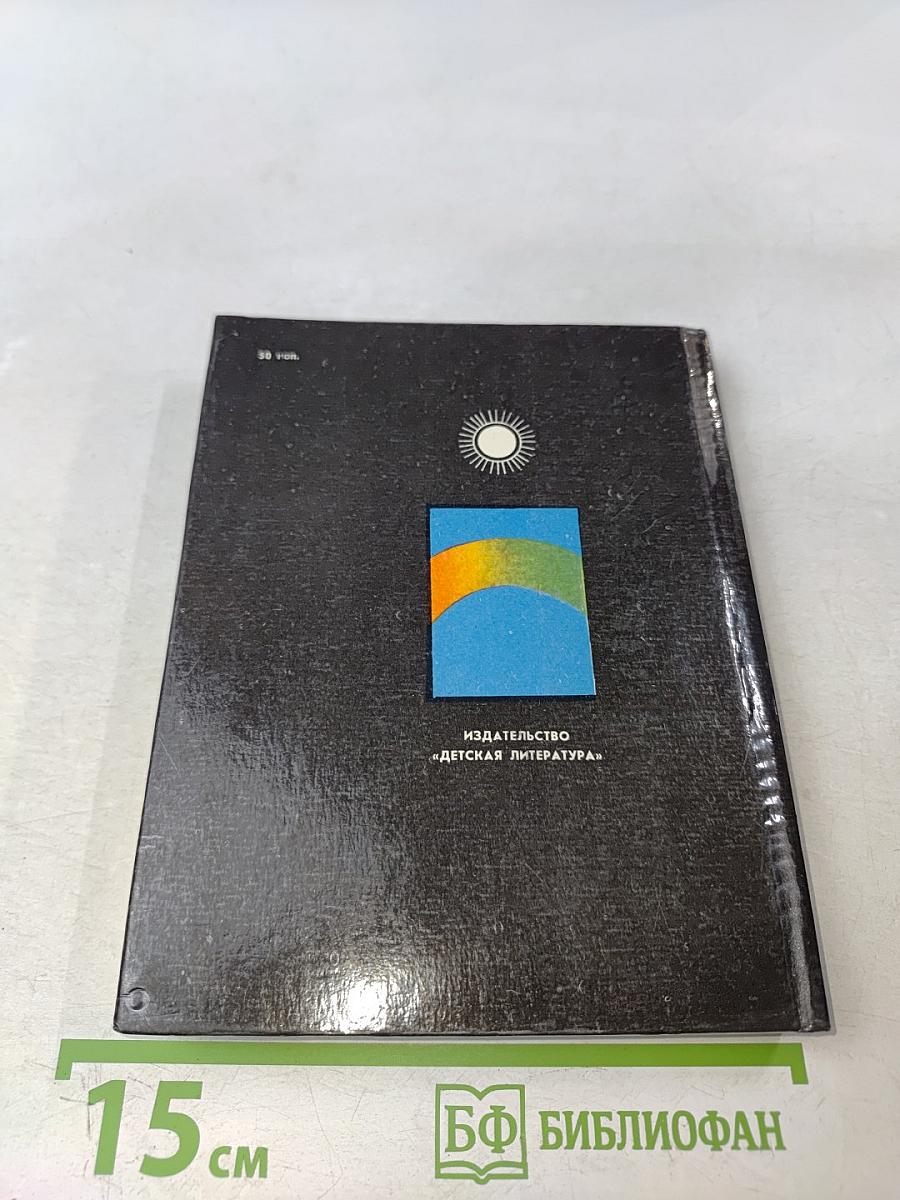 30 коп.
ИЗДАТЕЛЬСТВО
«ДЕТСКАЯ ЛИТЕРАТУРА»
15 см
БФ БИБЛИОФАН